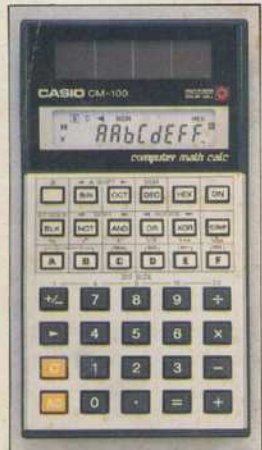 CASIO CM-100
HEX
AAbCdEFF
computer math calc
BIN OCT DEC HEX ON
BLK NOT AND OR XOR
A B C D E F
+/− 7 8 9 ÷
▶ 4 5 6 ×
C 1 2 3 −
AC 0 · = +